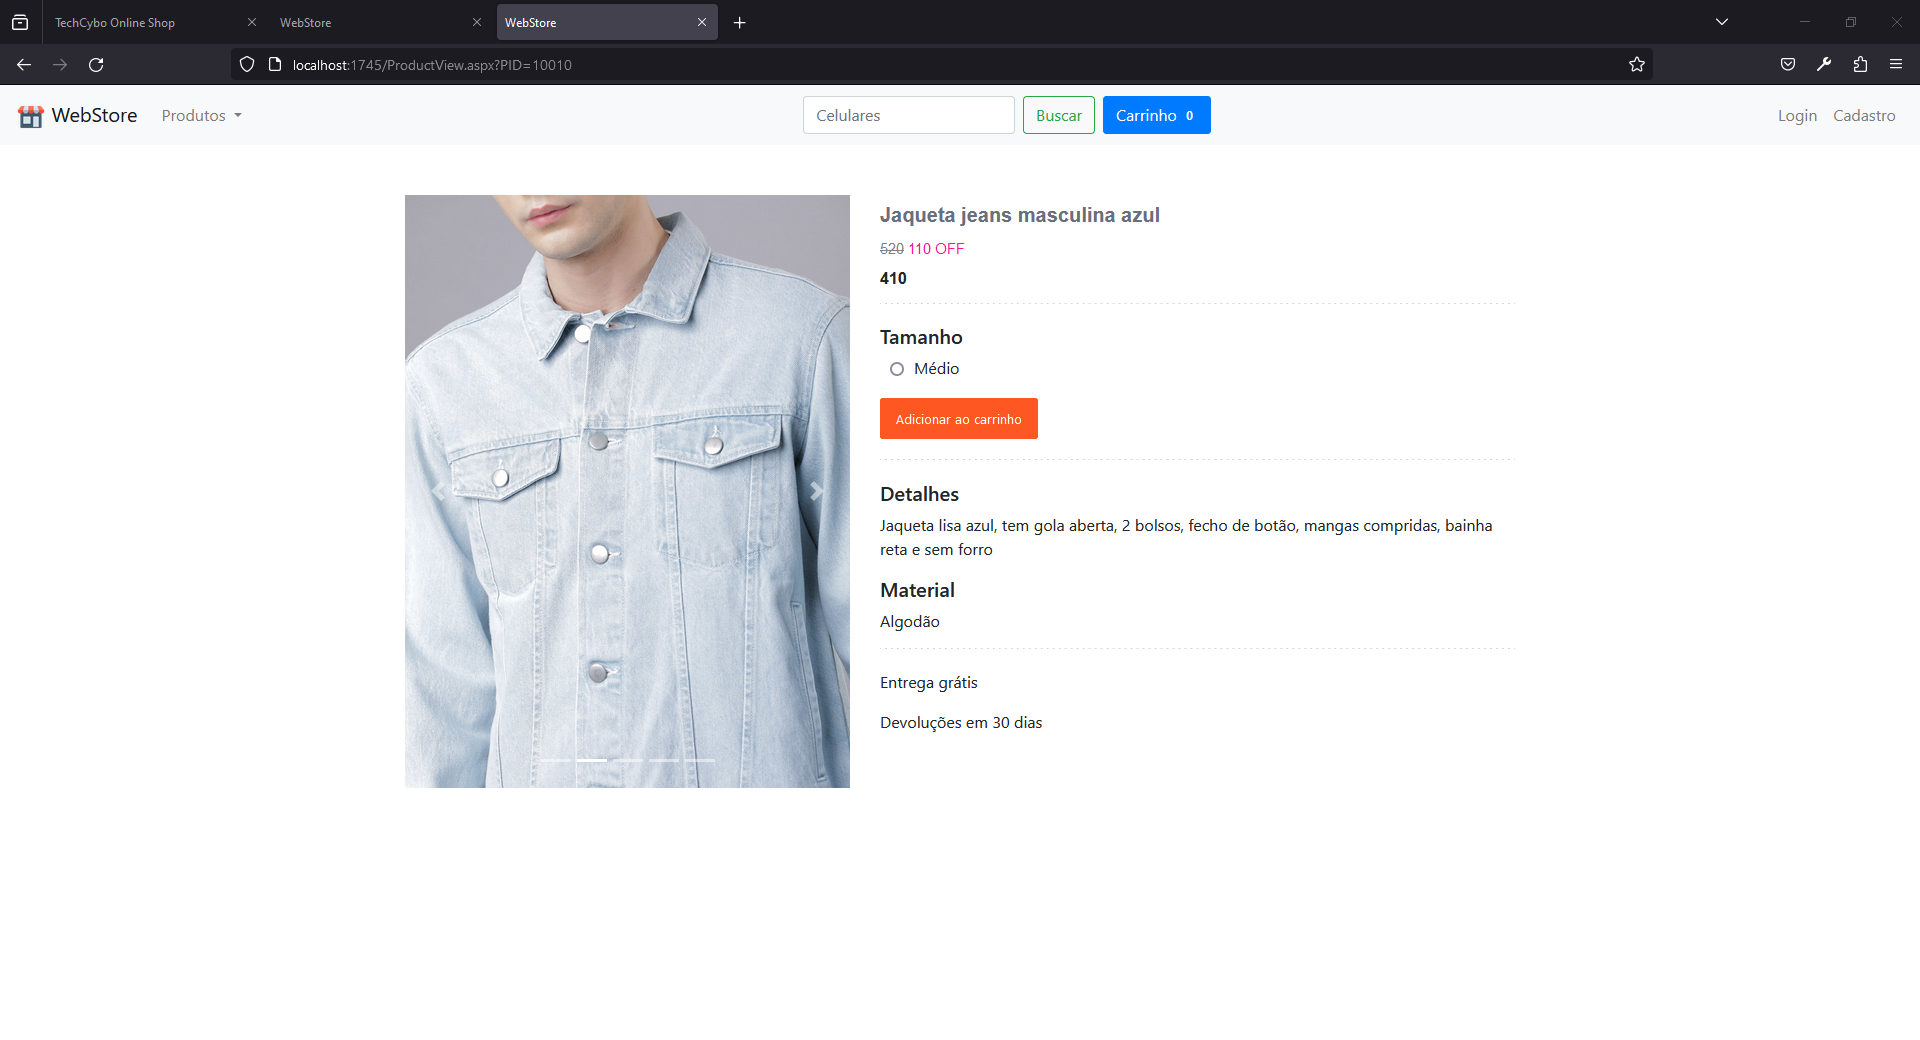 TechCybo Online Shop
WebStore
WebStore
localhost:1745/ProductView.aspx?PID=10010
WebStore
Produtos
Celulares
Buscar
Carrinho 0
Login
Cadastro
Jaqueta jeans masculina azul
520 110 OFF
410
Tamanho
Médio
Adicionar ao carrinho
Detalhes
Jaqueta lisa azul, tem gola aberta, 2 bolsos, fecho de botão, mangas compridas, bainha
reta e sem forro
Material
Algodão
Entrega grátis
Devoluções em 30 dias